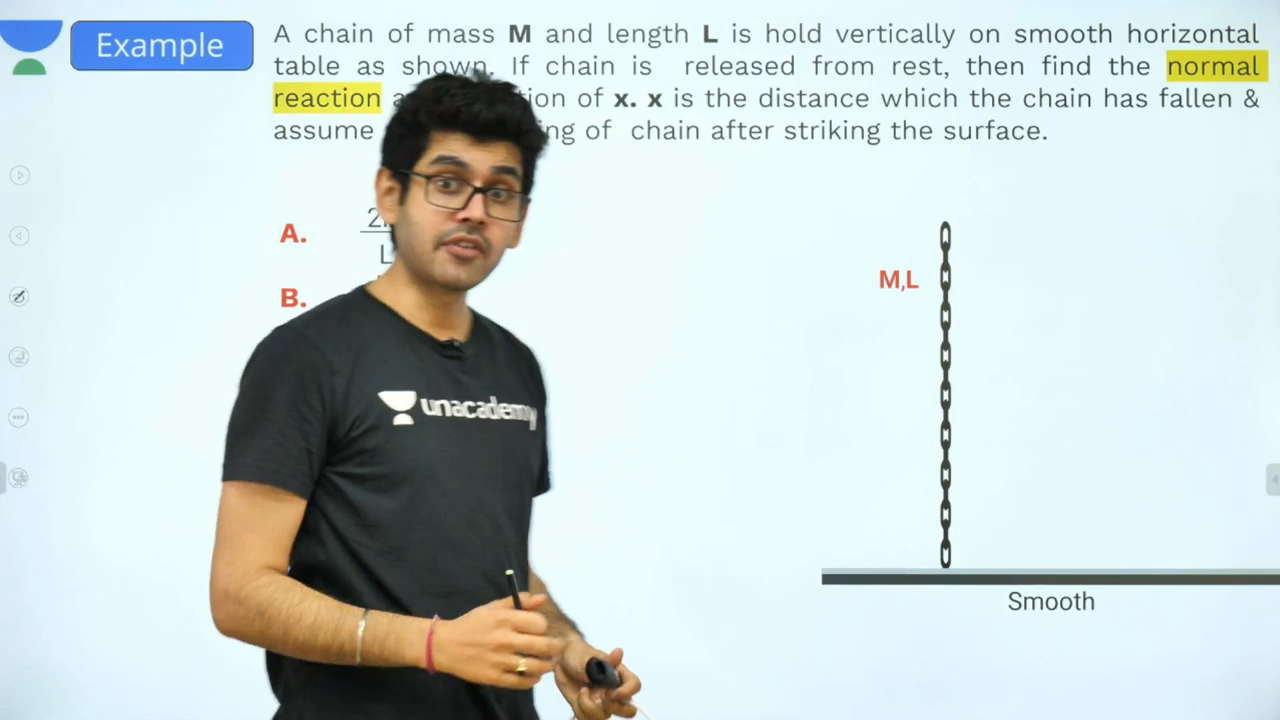 Example
A chain of mass M and length L is hold vertically on smooth horizontal
table as shown. If chain is released from rest, then find the normal
reaction of x. x is the distance which the chain has fallen &
assume of chain after striking the surface.
A.
2
L
B.
M,L
unacademy
Smooth